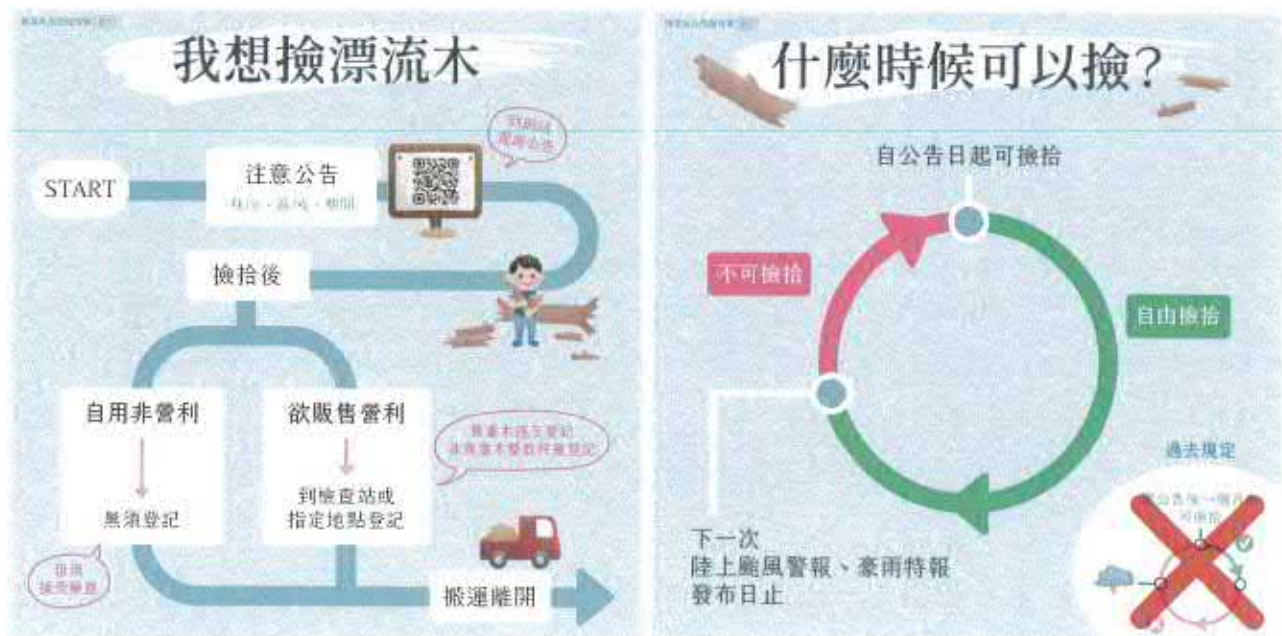 我想撿漂流木
START
注意公告
撿拾後
自用非營利
無須登記
欲販售營利
到檢查站或
指定地點登記
搬運離開
什麼時候可以撿?
自公告日起可撿拾
不可撿拾
自由撿拾
下一次
陸上颱風警報、豪雨特報
發布日止
過去規定
可撿拾